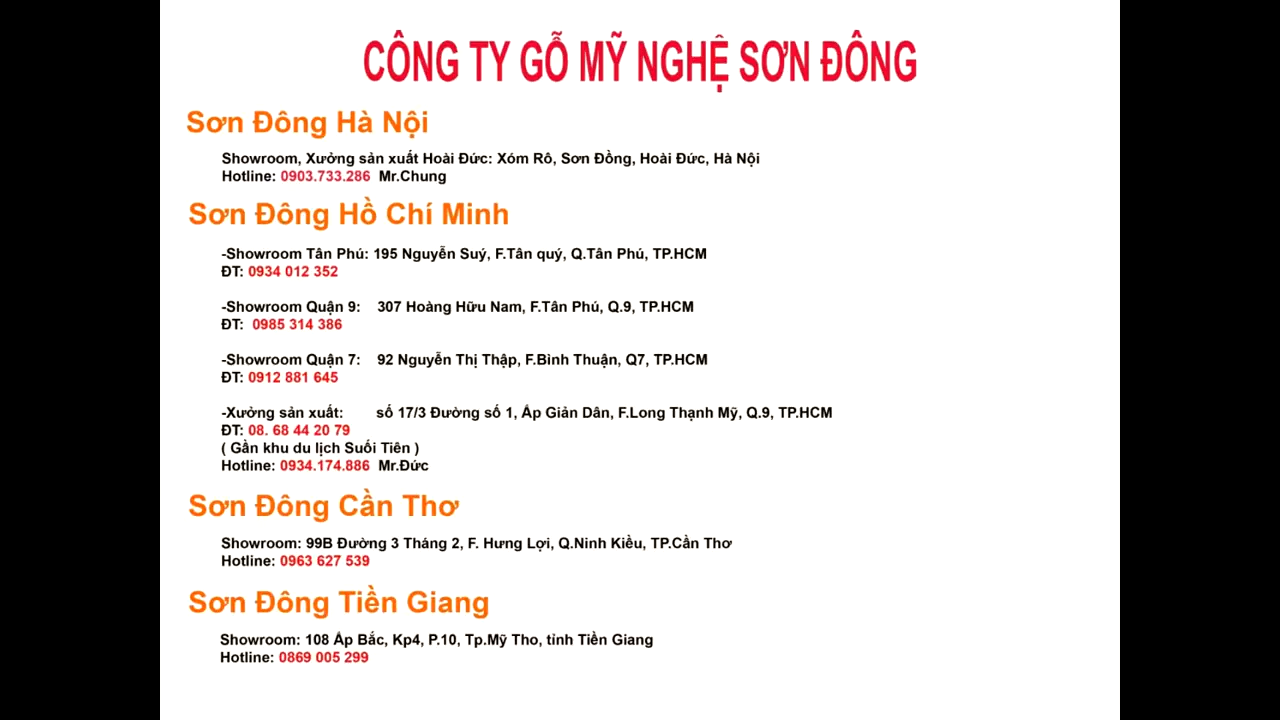 CÔNG TY GỖ MỸ NGHỆ SƠN ĐÔNG
Sơn Đông Hà Nội
Showroom, Xưởng sản xuất Hoài Đức: Xóm Rô, Sơn Đồng, Hoài Đức, Hà Nội
Hotline: 0903.733.286 Mr.Chung
Sơn Đông Hồ Chí Minh
-Showroom Tân Phú: 195 Nguyễn Suý, F.Tân quý, Q.Tân Phú, TP.HCM
ĐT: 0934 012 352
-Showroom Quận 9: 307 Hoàng Hữu Nam, F.Tân Phú, Q.9, TP.HCM
ĐT: 0985 314 386
-Showroom Quận 7: 92 Nguyễn Thị Thập, F.Bình Thuận, Q7, TP.HCM
ĐT: 0912 881 645
-Xưởng sản xuất: số 17/3 Đường số 1, Ấp Giản Dân, F.Long Thạnh Mỹ, Q.9, TP.HCM
ĐT: 08. 68 44 20 79
( Gần khu du lịch Suối Tiên )
Hotline: 0934.174.886 Mr.Đức
Sơn Đông Cần Thơ
Showroom: 99B Đường 3 Tháng 2, F. Hưng Lợi, Q.Ninh Kiều, TP.Cần Thơ
Hotline: 0963 627 539
Sơn Đông Tiền Giang
Showroom: 108 Ấp Bắc, Kp4, P.10, Tp.Mỹ Tho, tỉnh Tiền Giang
Hotline: 0869 005 299